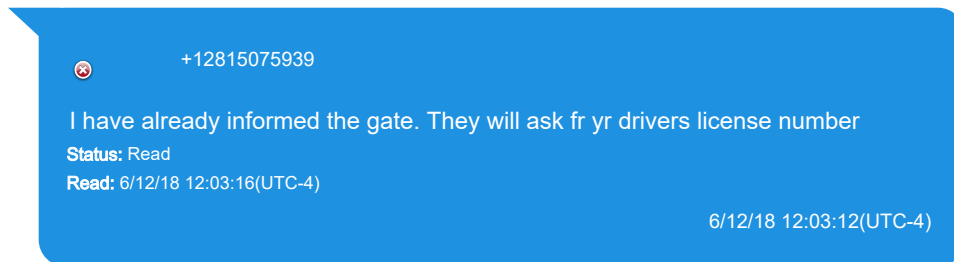 +12815075939
I have already informed the gate. They will ask fr yr drivers license number
Status: Read
Read: 6/12/18 12:03:16(UTC-4)
6/12/18 12:03:12(UTC-4)